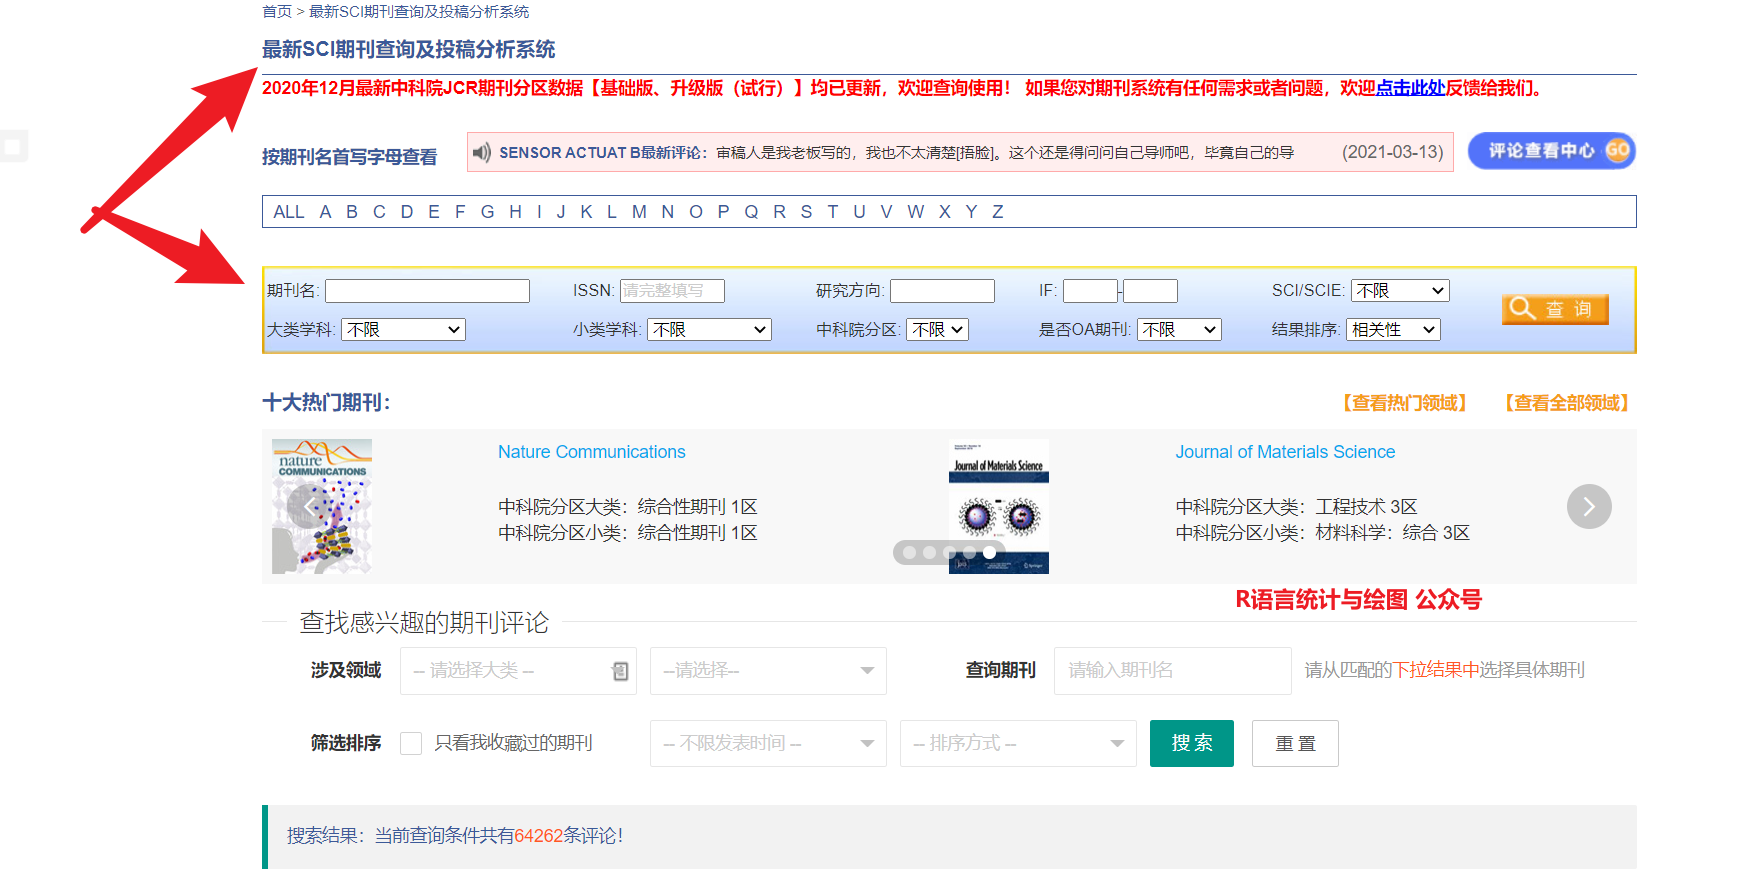 首页 > 最新SCI期刊查询及投稿分析系统
最新SCI期刊查询及投稿分析系统
2020年12月最新中科院JCR期刊分区数据【基础版、升级版（试行）】均已更新，欢迎查询使用！ 如果您对期刊系统有任何需求或者问题，欢迎点击此处反馈给我们。
按期刊名首写字母查看
SENSOR ACTUAT B最新评论：审稿人是我老板写的，我也不太清楚[捂脸]。这个还是得问问自己导师吧，毕竟自己的导 (2021-03-13)
评论查看中心 GO
ALL A B C D E F G H I J K L M N O P Q R S T U V W X Y Z
期刊名: ISSN: 请完整填写 研究方向: IF: - SCI/SCIE: 不限
查 询
大类学科: 不限 小类学科: 不限 中科院分区: 不限 是否OA期刊: 不限 结果排序: 相关性
十大热门期刊：
【查看热门领域】 【查看全部领域】
nature COMMUNICATIONS
Nature Communications
中科院分区大类：综合性期刊 1区
中科院分区小类：综合性期刊 1区
Journal of Materials Science
Journal of Materials Science
中科院分区大类：工程技术 3区
中科院分区小类：材料科学：综合 3区
R语言统计与绘图 公众号
查找感兴趣的期刊评论
涉及领域 -- 请选择大类 -- --请选择-- 查询期刊 请输入期刊名 请从匹配的下拉结果中选择具体期刊
筛选排序 只看我收藏过的期刊 -- 不限发表时间 -- -- 排序方式 -- 搜 索 重 置
搜索结果：当前查询条件共有64262条评论！